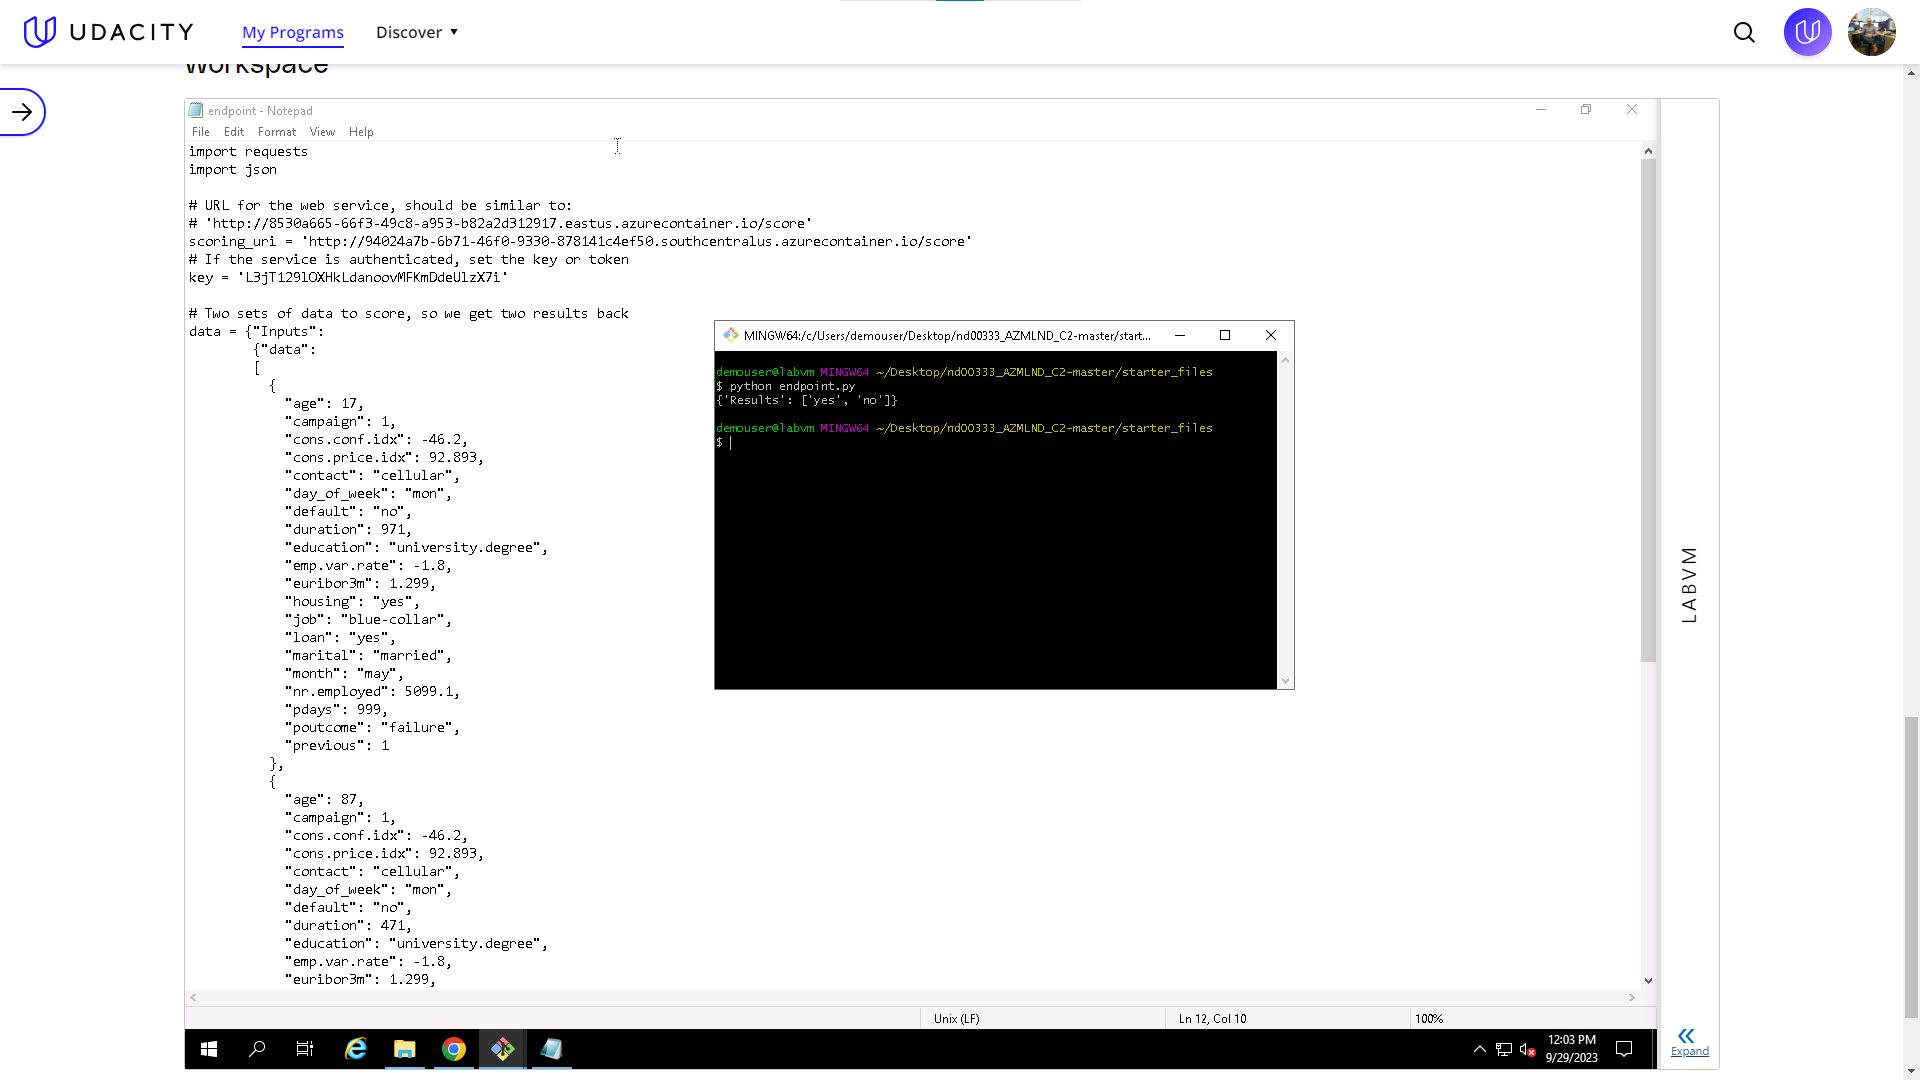 UDACITY
My Programs
Discover
Workspace
endpoint - Notepad
File Edit Format View Help
import requests
import json
# URL for the web service, should be similar to:
# 'http://8530a665-66f3-49c8-a953-b82a2d312917.eastus.azurecontainer.io/score'
scoring_uri = 'http://94024a7b-6b71-46f0-9330-878141c4ef50.southcentralus.azurecontainer.io/score'
# If the service is authenticated, set the key or token
key = 'L3jT129lOXHkLdanoovMFKmDdeUlzX7i'
# Two sets of data to score, so we get two results back
data = {"Inputs":
{"data":
[
{
"age": 17,
"campaign": 1,
"cons.conf.idx": -46.2,
"cons.price.idx": 92.893,
"contact": "cellular",
"day_of_week": "mon",
"default": "no",
"duration": 971,
"education": "university.degree",
"emp.var.rate": -1.8,
"euribor3m": 1.299,
"housing": "yes",
"job": "blue-collar",
"loan": "yes",
"marital": "married",
"month": "may",
"nr.employed": 5099.1,
"pdays": 999,
"poutcome": "failure",
"previous": 1
},
{
"age": 87,
"campaign": 1,
"cons.conf.idx": -46.2,
"cons.price.idx": 92.893,
"contact": "cellular",
"day_of_week": "mon",
"default": "no",
"duration": 471,
"education": "university.degree",
"emp.var.rate": -1.8,
"euribor3m": 1.299,
MINGW64:/c/Users/demouser/Desktop/nd00333_AZMLND_C2-master/start...
demouser@labvm MINGW64 ~/Desktop/nd00333_AZMLND_C2-master/starter_files
$ python endpoint.py
{'Results': ['yes', 'no']}
demouser@labvm MINGW64 ~/Desktop/nd00333_AZMLND_C2-master/starter_files
$
LABVM
Unix (LF)
Ln 12, Col 10
100%
12:03 PM
9/29/2023
Expand